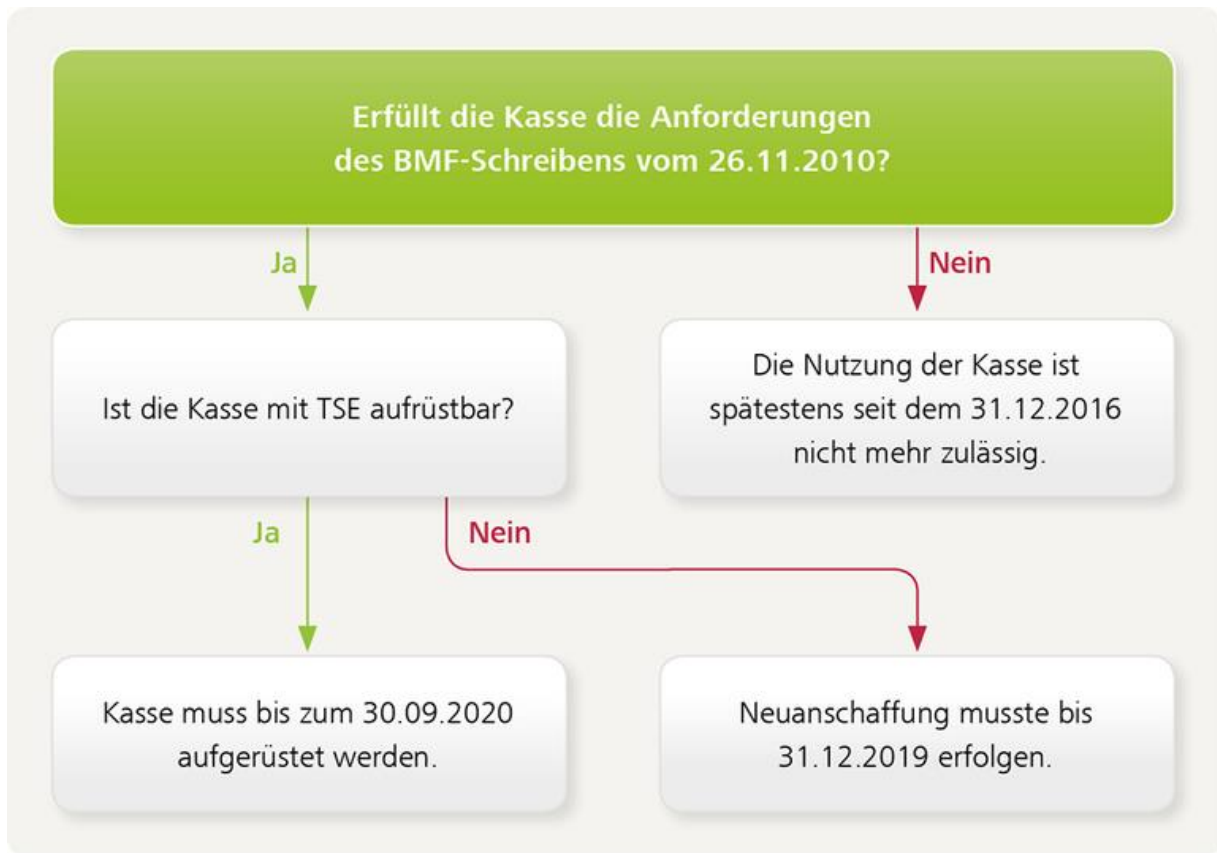 Erfüllt die Kasse die Anforderungen
des BMF-Schreibens vom 26.11.2010?
Ja
Nein
Ist die Kasse mit TSE aufrüstbar?
Die Nutzung der Kasse ist
spätestens seit dem 31.12.2016
nicht mehr zulässig.
Ja
Nein
Kasse muss bis zum 30.09.2020
aufgerüstet werden.
Neuanschaffung musste bis
31.12.2019 erfolgen.